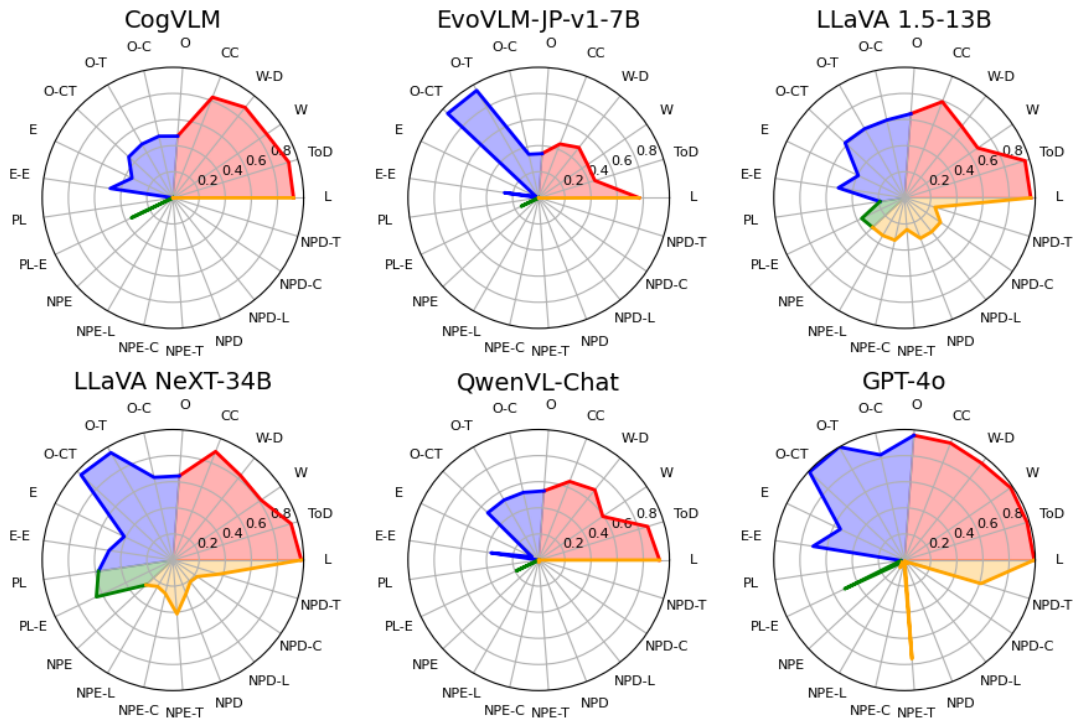 CogVLM
EvoVLM-JP-v1-7B
LLaVA 1.5-13B
L
ToD
W
W-D
CC
O
O-C
O-T
O-CT
E
E-E
PL
PL-E
NPE
NPE-L
NPE-C
NPE-T
NPD
NPD-L
NPD-C
NPD-T
0.2
0.4
0.6
0.8
L
ToD
W
W-D
CC
O
O-C
O-T
O-CT
E
E-E
PL
PL-E
NPE
NPE-L
NPE-C
NPE-T
NPD
NPD-L
NPD-C
NPD-T
0.2
0.4
0.6
0.8
L
ToD
W
W-D
CC
O
O-C
O-T
O-CT
E
E-E
PL
PL-E
NPE
NPE-L
NPE-C
NPE-T
NPD
NPD-L
NPD-C
NPD-T
0.2
0.4
0.6
0.8
LLaVA NeXT-34B
QwenVL-Chat
GPT-4o
L
ToD
W
W-D
CC
O
O-C
O-T
O-CT
E
E-E
PL
PL-E
NPE
NPE-L
NPE-C
NPE-T
NPD
NPD-L
NPD-C
NPD-T
0.2
0.4
0.6
0.8
L
ToD
W
W-D
CC
O
O-C
O-T
O-CT
E
E-E
PL
PL-E
NPE
NPE-L
NPE-C
NPE-T
NPD
NPD-L
NPD-C
NPD-T
0.2
0.4
0.6
0.8
L
ToD
W
W-D
CC
O
O-C
O-T
O-CT
E
E-E
PL
PL-E
NPE
NPE-L
NPE-C
NPE-T
NPD
NPD-L
NPD-C
NPD-T
0.2
0.4
0.6
0.8